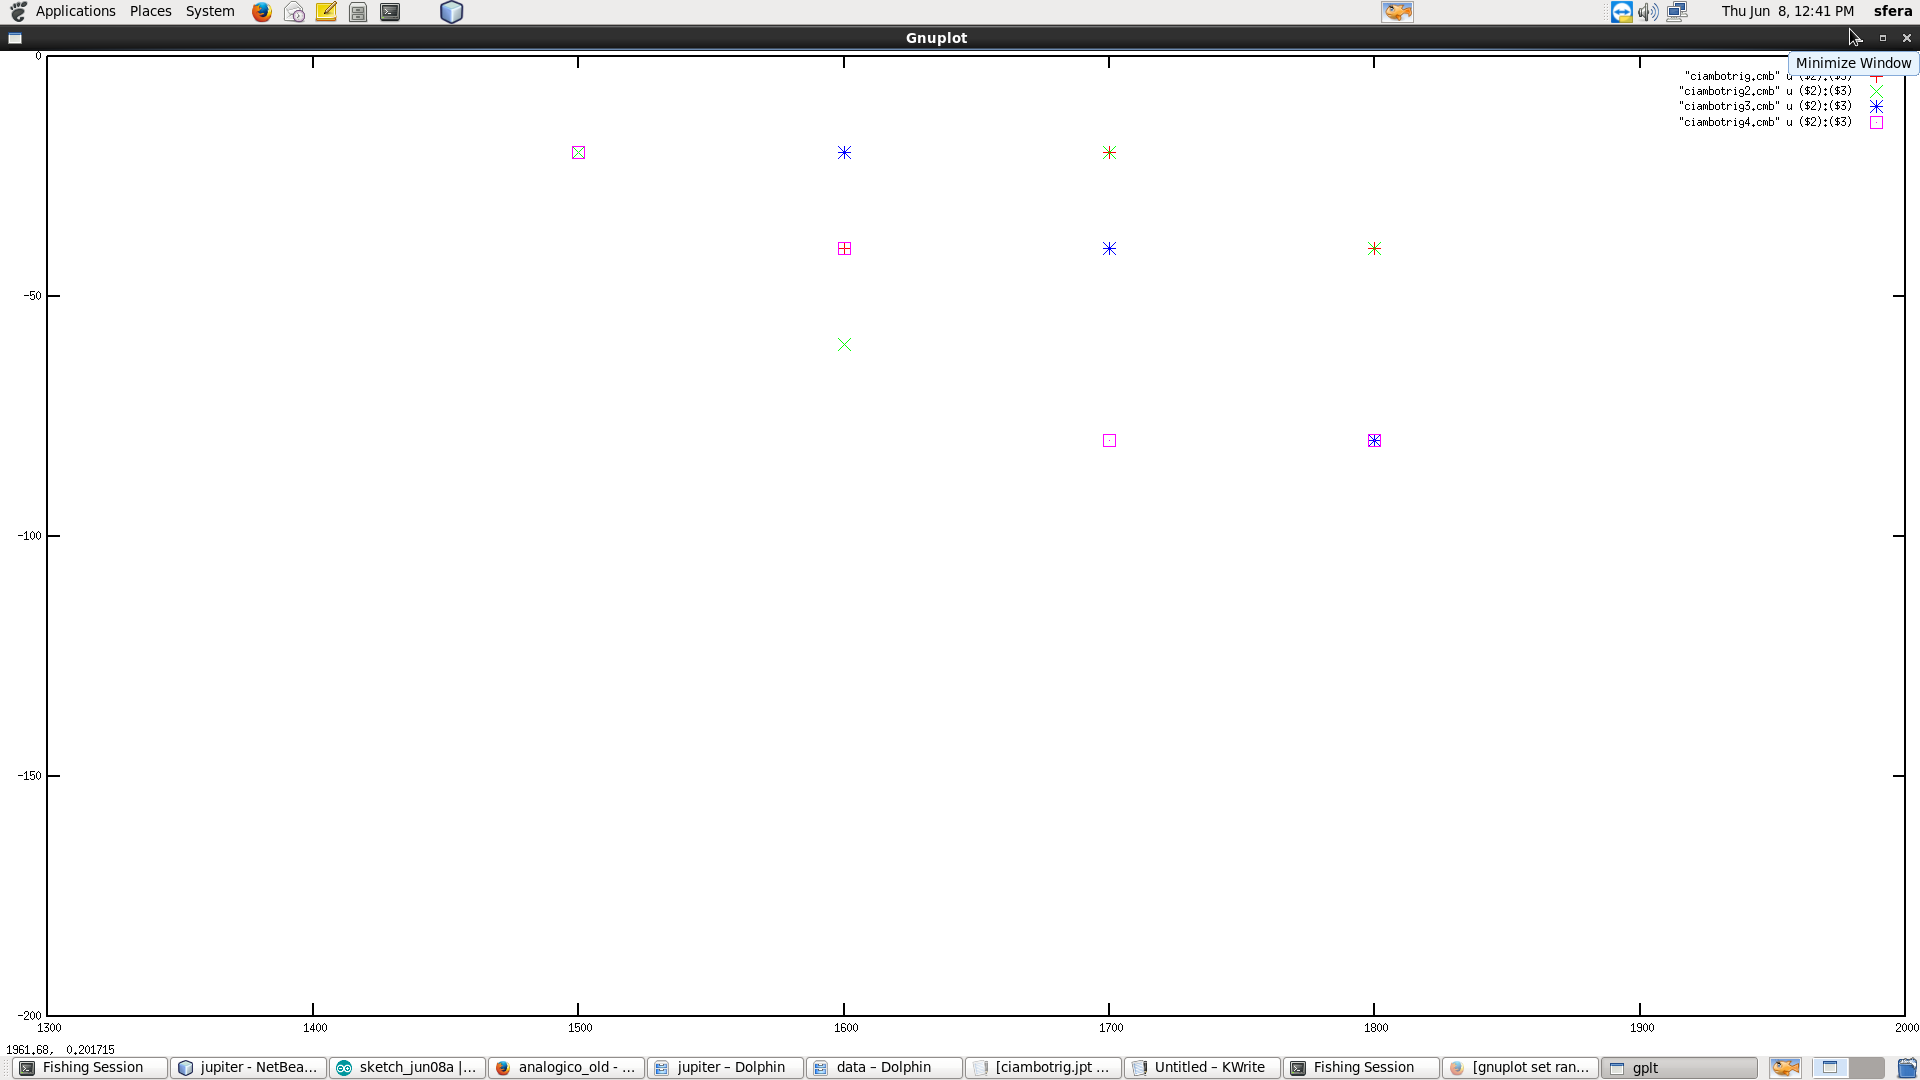 Applications Places System Thu Jun 8, 12:41 PM sfera
Gnuplot
Minimize Window
0
"ciambotrig.cmb" u ($2):($3)
"ciambotrig2.cmb" u ($2):($3)
"ciambotrig3.cmb" u ($2):($3)
"ciambotrig4.cmb" u ($2):($3)
-50
-100
-150
-200
1300 1400 1500 1600 1700 1800 1900 2000
1961.68, 0.201715
Fishing Session jupiter - NetBea... sketch_jun08a |... analogico_old - ... jupiter – Dolphin data – Dolphin [ciambotrig.jpt ... Untitled – KWrite Fishing Session [gnuplot set ran... gplt